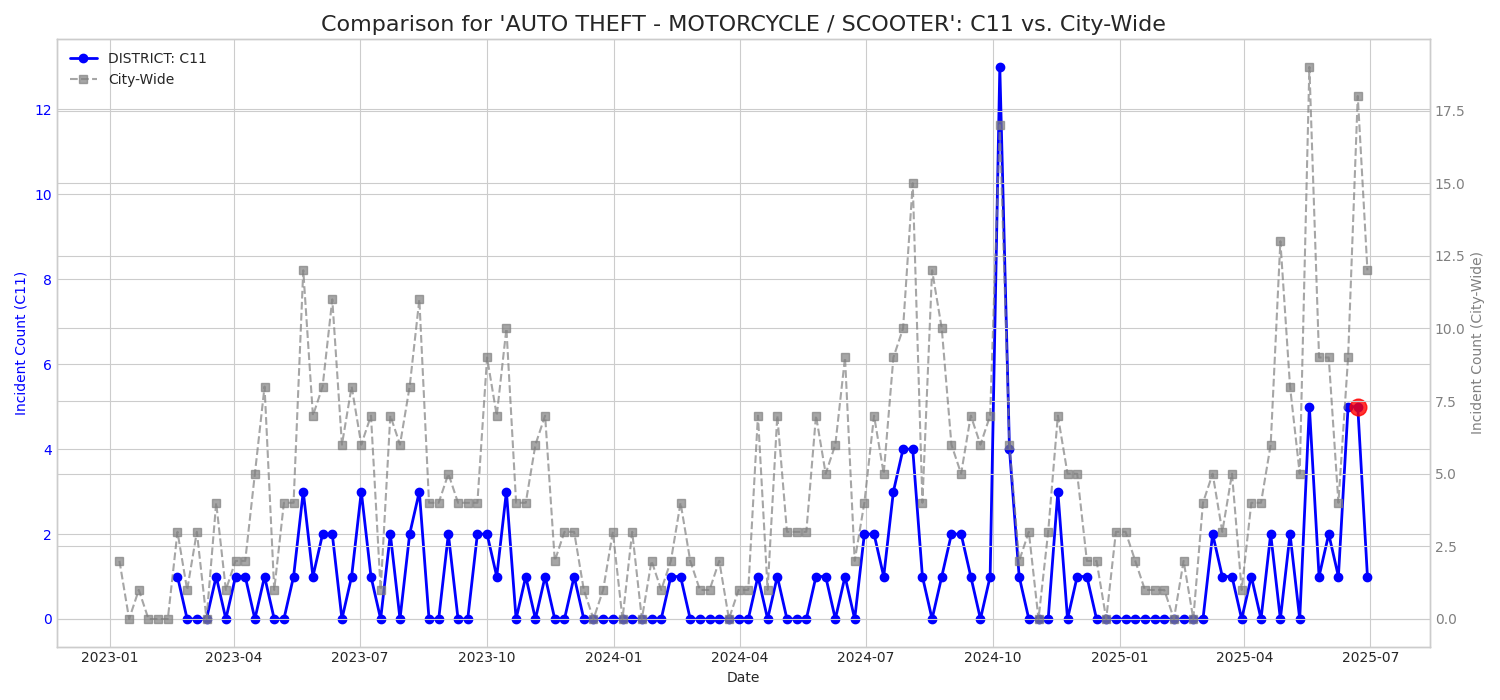 Comparison for 'AUTO THEFT - MOTORCYCLE / SCOOTER': C11 vs. City-Wide
DISTRICT: C11
City-Wide
Incident Count (C11)
12
10
8
6
4
2
0
Incident Count (City-Wide)
17.5
15.0
12.5
10.0
7.5
5.0
2.5
0.0
2023-01 2023-04 2023-07 2023-10 2024-01 2024-04 2024-07 2024-10 2025-01 2025-04 2025-07
Date